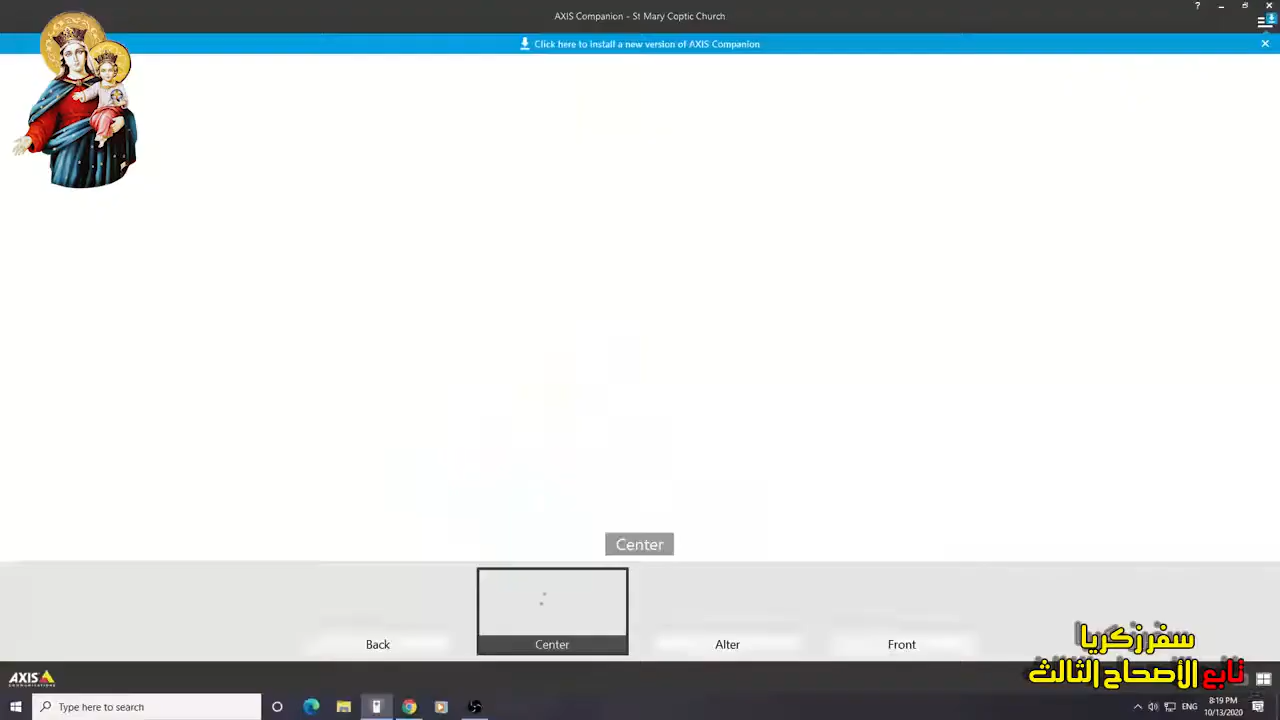 AXIS Companion - St Mary Coptic Church
Click here to install a new version of AXIS Companion
Center
Back
Center
Alter
Front
سفر زكريا
تابع الأصحاح الثالث
AXIS
COMMUNICATIONS
Type here to search
ENG
8:19 PM
10/13/2020